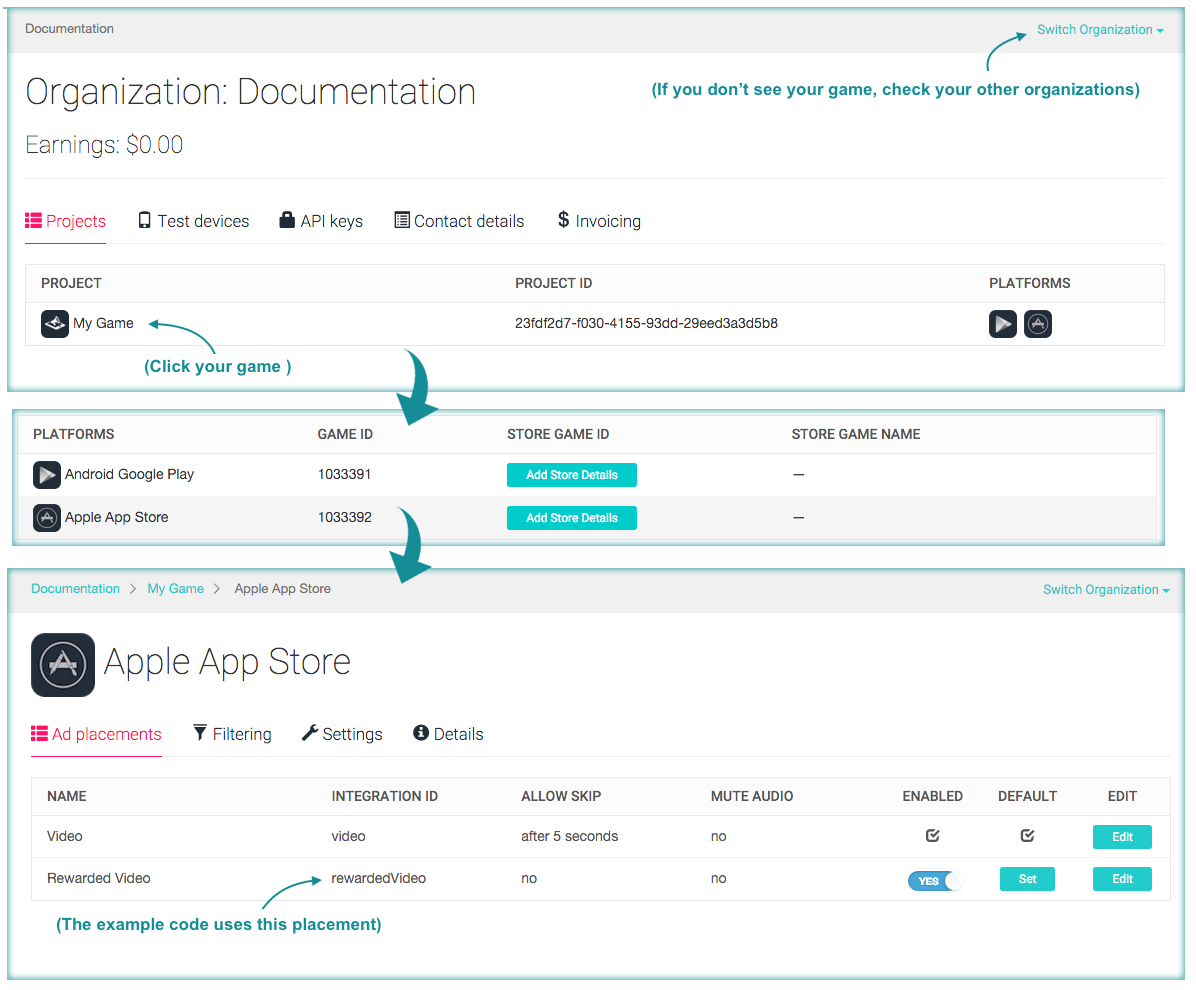 Documentation
Switch Organization
Organization: Documentation
(If you don't see your game, check your other organizations)
Earnings: $0.00
Projects Test devices API keys Contact details $ Invoicing
PROJECT PROJECT ID PLATFORMS
My Game 23fdf2d7-f030-4155-93dd-29eed3a3d5b8
(Click your game )
PLATFORMS GAME ID STORE GAME ID STORE GAME NAME
Android Google Play 1033391 Add Store Details —
Apple App Store 1033392 Add Store Details —
Documentation > My Game > Apple App Store Switch Organization
Apple App Store
Ad placements Filtering Settings Details
NAME INTEGRATION ID ALLOW SKIP MUTE AUDIO ENABLED DEFAULT EDIT
Video video after 5 seconds no Edit
Rewarded Video rewardedVideo no no YES Set Edit
(The example code uses this placement)